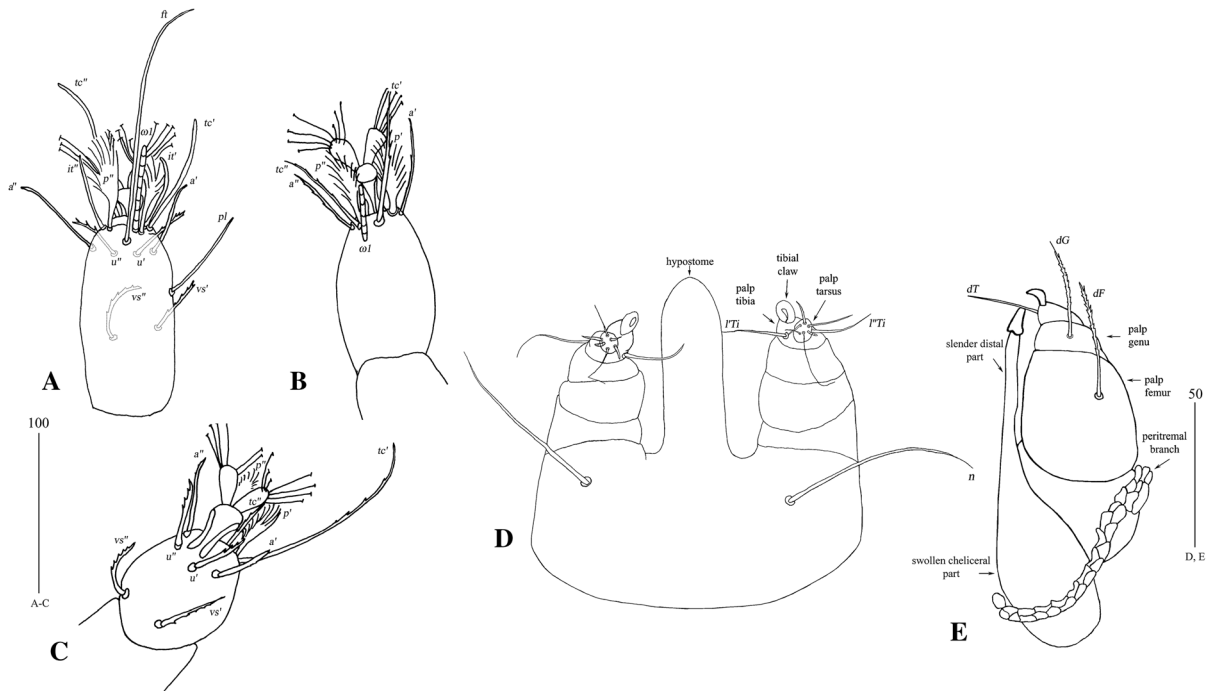 ft
tc"
ω1
tc'
it"
it'
p"
a"
a'
pl
u"
u'
vs"
vs'
A
tc'
a'
p'
p"
tc"
a"
ω1
B
100
A-C
a"
p"
tc'
tc"
p'
vs"
u"
a'
u'
vs'
C
hypostome
tibial
claw
palp
tibia
palp
tarsus
l'Ti
l"Ti
n
D
dG
dT
dF
slender distal
part
palp
genu
palp
femur
50
peritremal
branch
D, E
swollen cheliceral
part
E